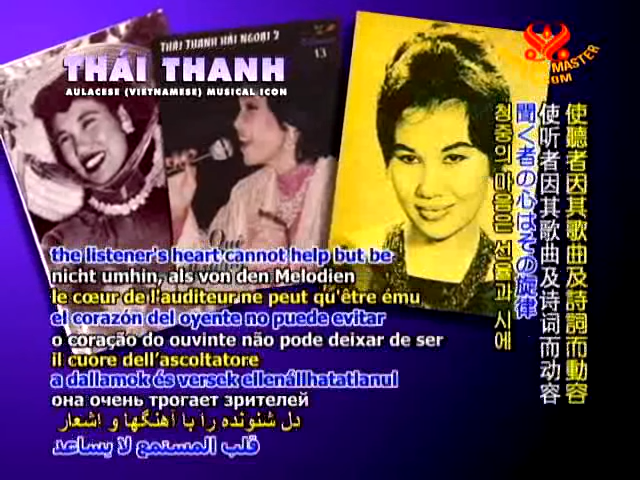 THÁI THANH HẢI NGOẠI 2
13
THÁI THANH
AULACESE (VIETNAMESE) MUSICAL ICON
MASTER
COM
the listener's heart cannot help but be
nicht umhin, als von den Melodien
le cœur de l'auditeur ne peut qu'être ému
el corazón del oyente no puede evitar
o coração do ouvinte não pode deixar de ser
il cuore dell'ascoltatore
a dallamok és versek ellenállhatatlanul
она очень трогает зрителей
دل شنونده را با آهنگها و اشعار
قلب المستمع لا يساعد
使聽者因其歌曲及詩詞而動容
使听者因其歌曲及诗词而动容
聞く者の心はその旋律
청중의 마음은 선율과 시에